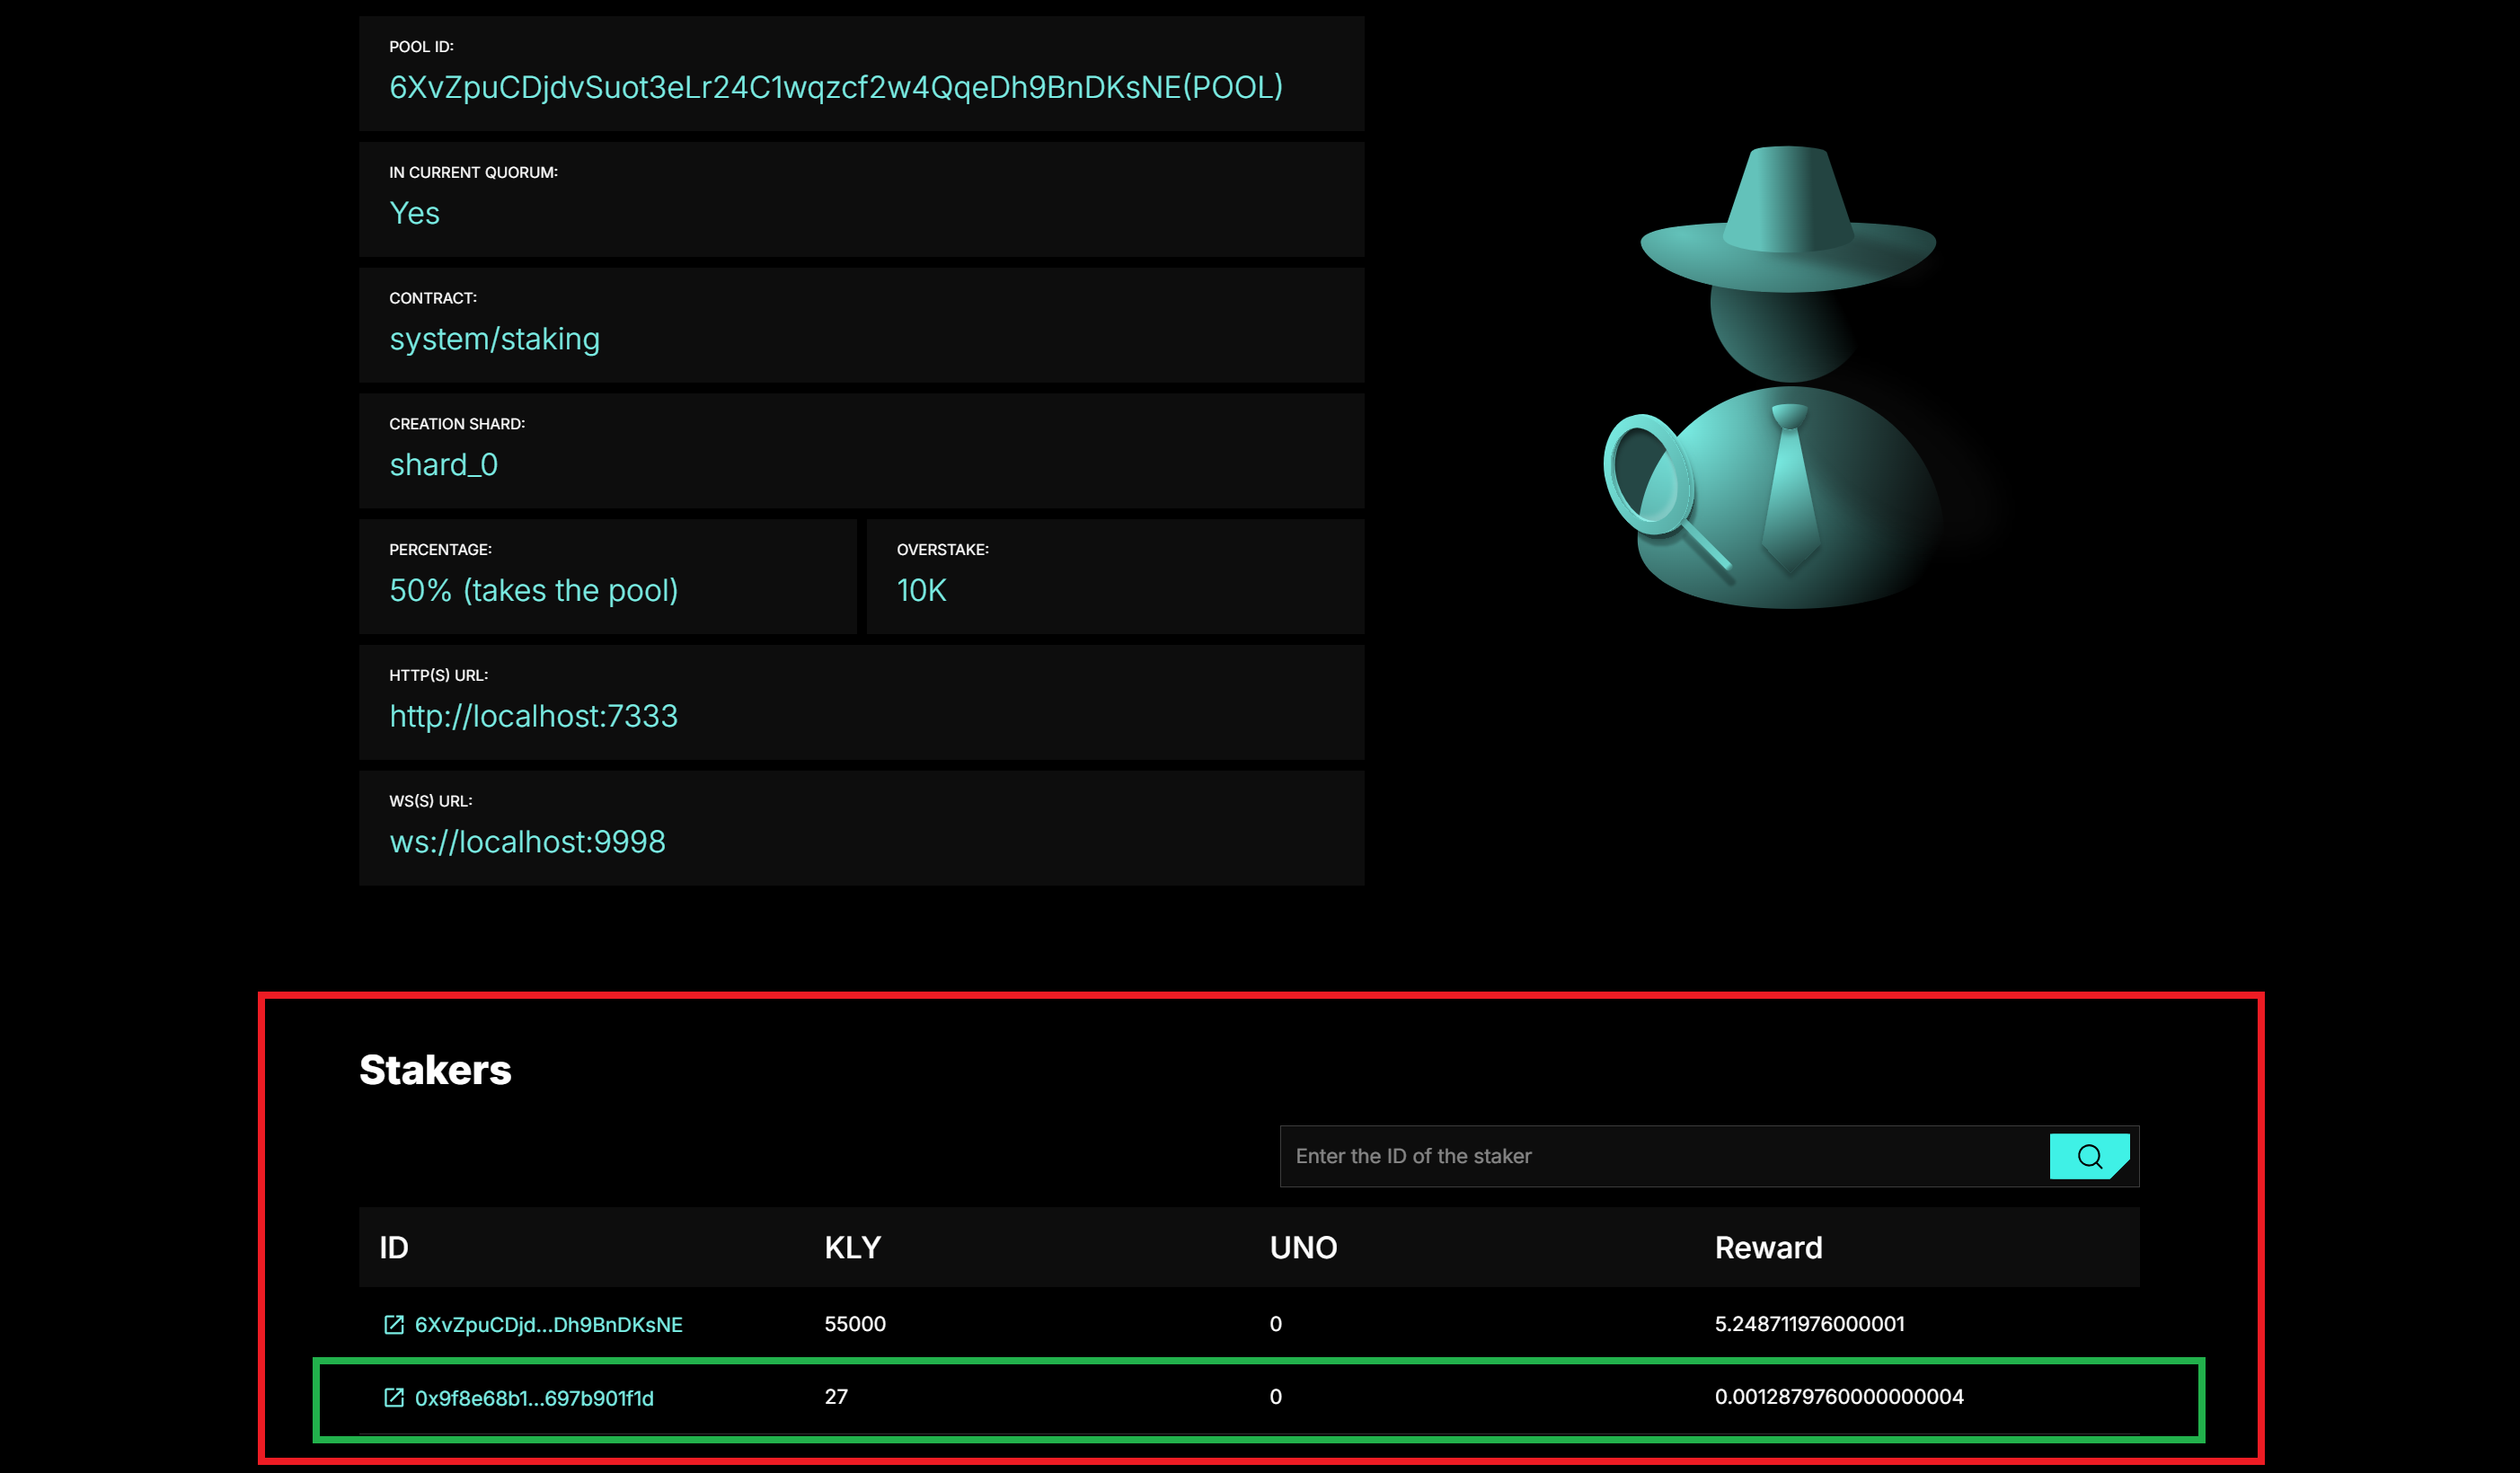 POOL ID:
6XvZpuCDjdvSuot3eLr24C1wqzcf2w4QqeDh9BnDKsNE(POOL)
IN CURRENT QUORUM:
Yes
CONTRACT:
system/staking
CREATION SHARD:
shard_0
PERCENTAGE:
50% (takes the pool)
OVERSTAKE:
10K
HTTP(S) URL:
http://localhost:7333
WS(S) URL:
ws://localhost:9998
Stakers
Enter the ID of the staker
ID KLY UNO Reward
6XvZpuCDjd...Dh9BnDKsNE 55000 0 5.248711976000001
0x9f8e68b1...697b901f1d 27 0 0.0012879760000000004